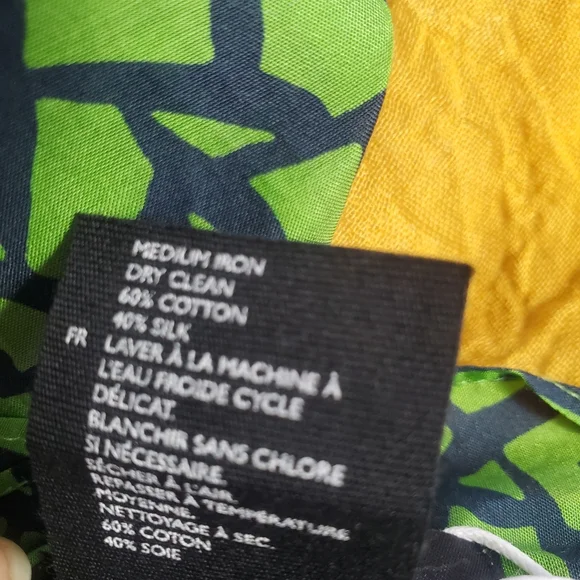 MEDIUM IRON
DRY CLEAN
60% COTTON
40% SILK
FR LAVER À LA MACHINE À
L'EAU FROIDE CYCLE
DÉLICAT.
BLANCHIR SANS CHLORE
SI NÉCESSAIRE.
SÉCHER À L'AIR.
REPASSER À TEMPÉRATURE
MOYENNE.
NETTOYAGE À SEC.
60% COTON
40% SOIE